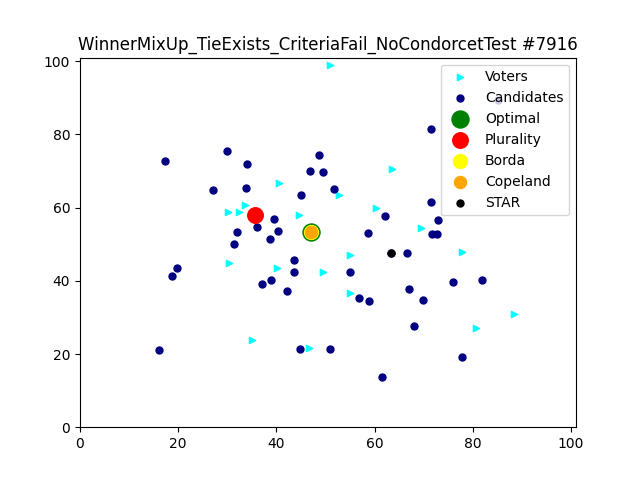 WinnerMixUp_TieExists_CriteriaFail_NoCondorcetTest #7916
100
80
60
40
20
0
0 20 40 60 80 100
Voters
Candidates
Optimal
Plurality
Borda
Copeland
STAR